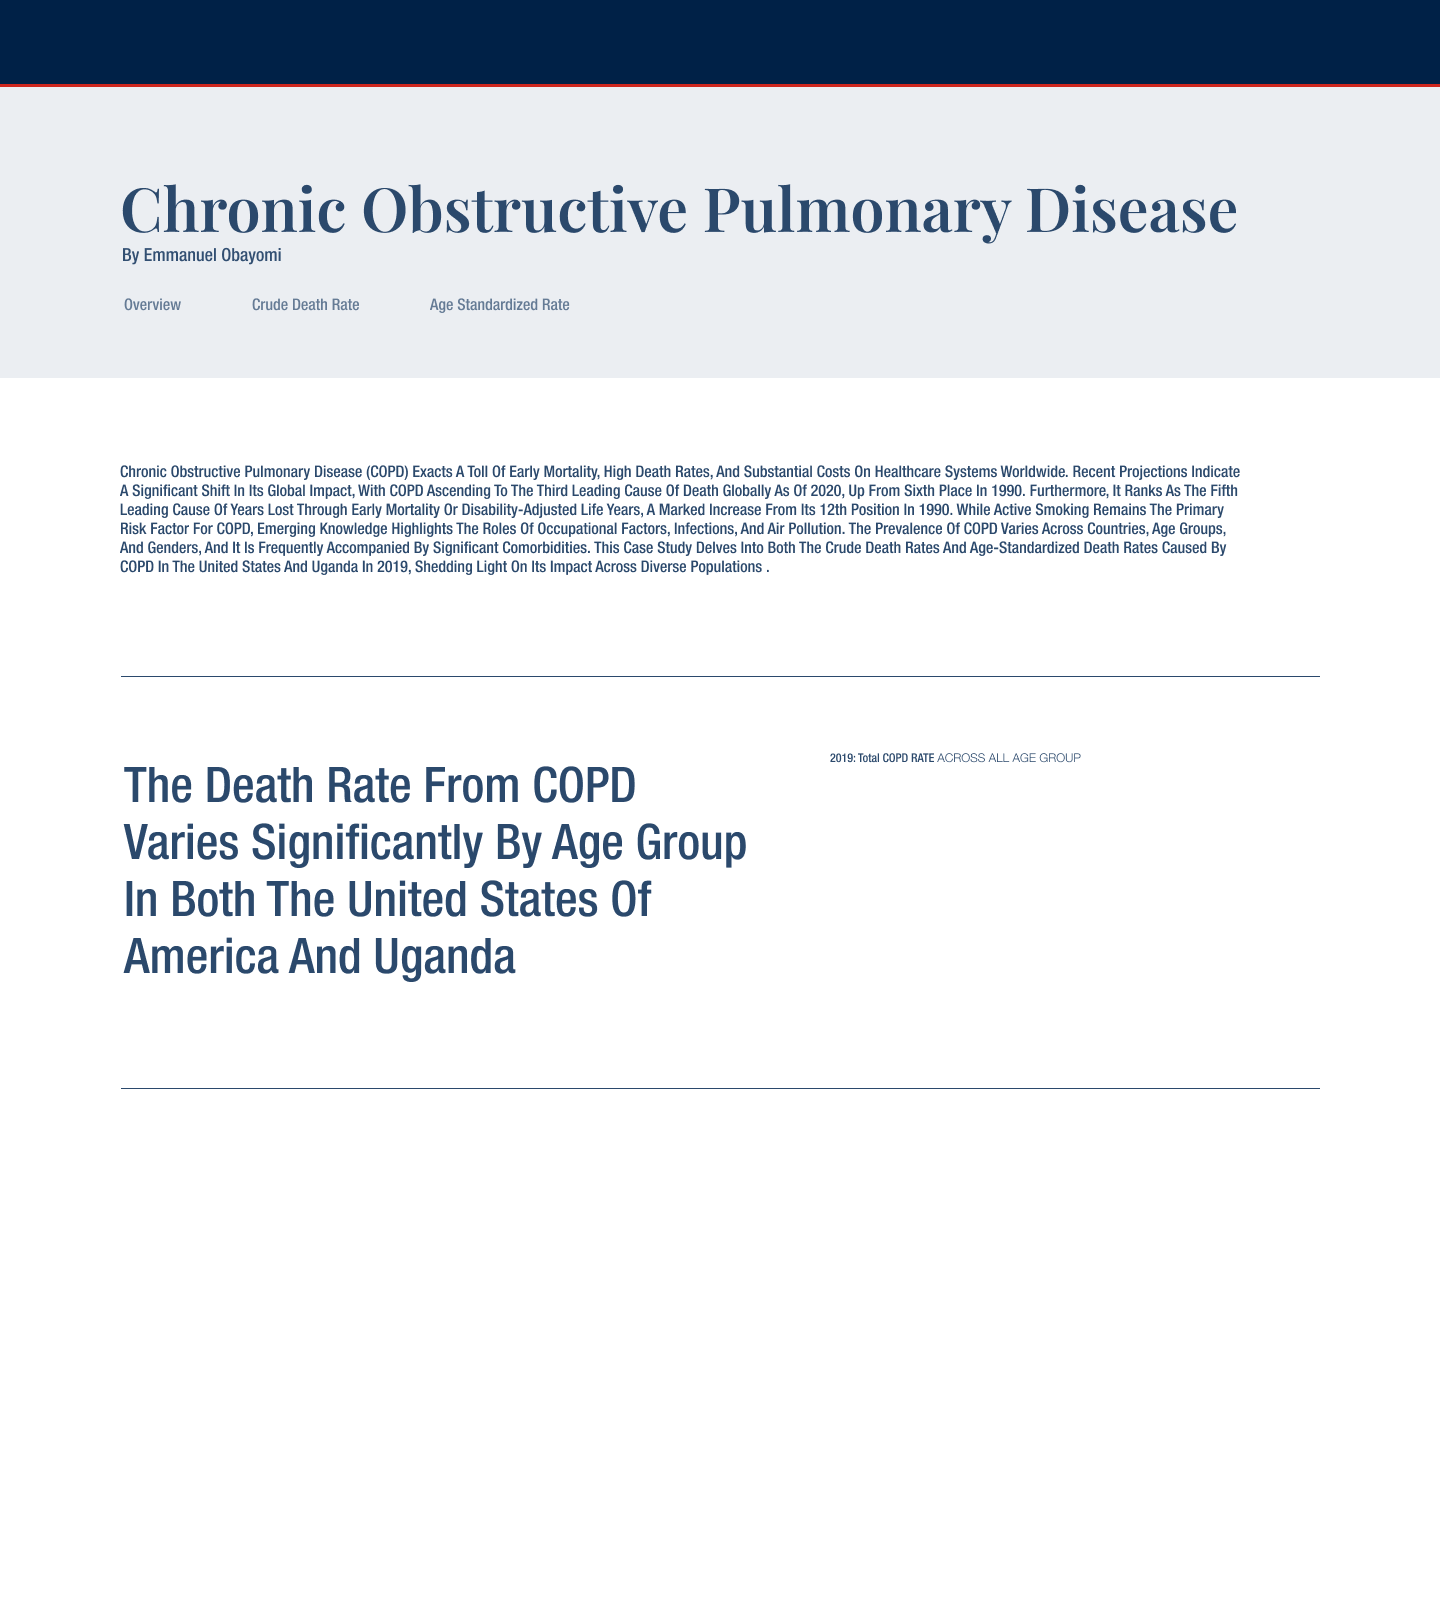 Chronic Obstructive Pulmonary Disease
By Emmanuel Obayomi
Overview Crude Death Rate Age Standardized Rate
Chronic Obstructive Pulmonary Disease (COPD) Exacts A Toll Of Early Mortality, High Death Rates, And Substantial Costs On Healthcare Systems Worldwide. Recent Projections Indicate
A Significant Shift In Its Global Impact, With COPD Ascending To The Third Leading Cause Of Death Globally As Of 2020, Up From Sixth Place In 1990. Furthermore, It Ranks As The Fifth
Leading Cause Of Years Lost Through Early Mortality Or Disability-Adjusted Life Years, A Marked Increase From Its 12th Position In 1990. While Active Smoking Remains The Primary
Risk Factor For COPD, Emerging Knowledge Highlights The Roles Of Occupational Factors, Infections, And Air Pollution. The Prevalence Of COPD Varies Across Countries, Age Groups,
And Genders, And It Is Frequently Accompanied By Significant Comorbidities. This Case Study Delves Into Both The Crude Death Rates And Age-Standardized Death Rates Caused By
COPD In The United States And Uganda In 2019, Shedding Light On Its Impact Across Diverse Populations .
The Death Rate From COPD
Varies Significantly By Age Group
In Both The United States Of
America And Uganda
2019: Total COPD RATE ACROSS ALL AGE GROUP